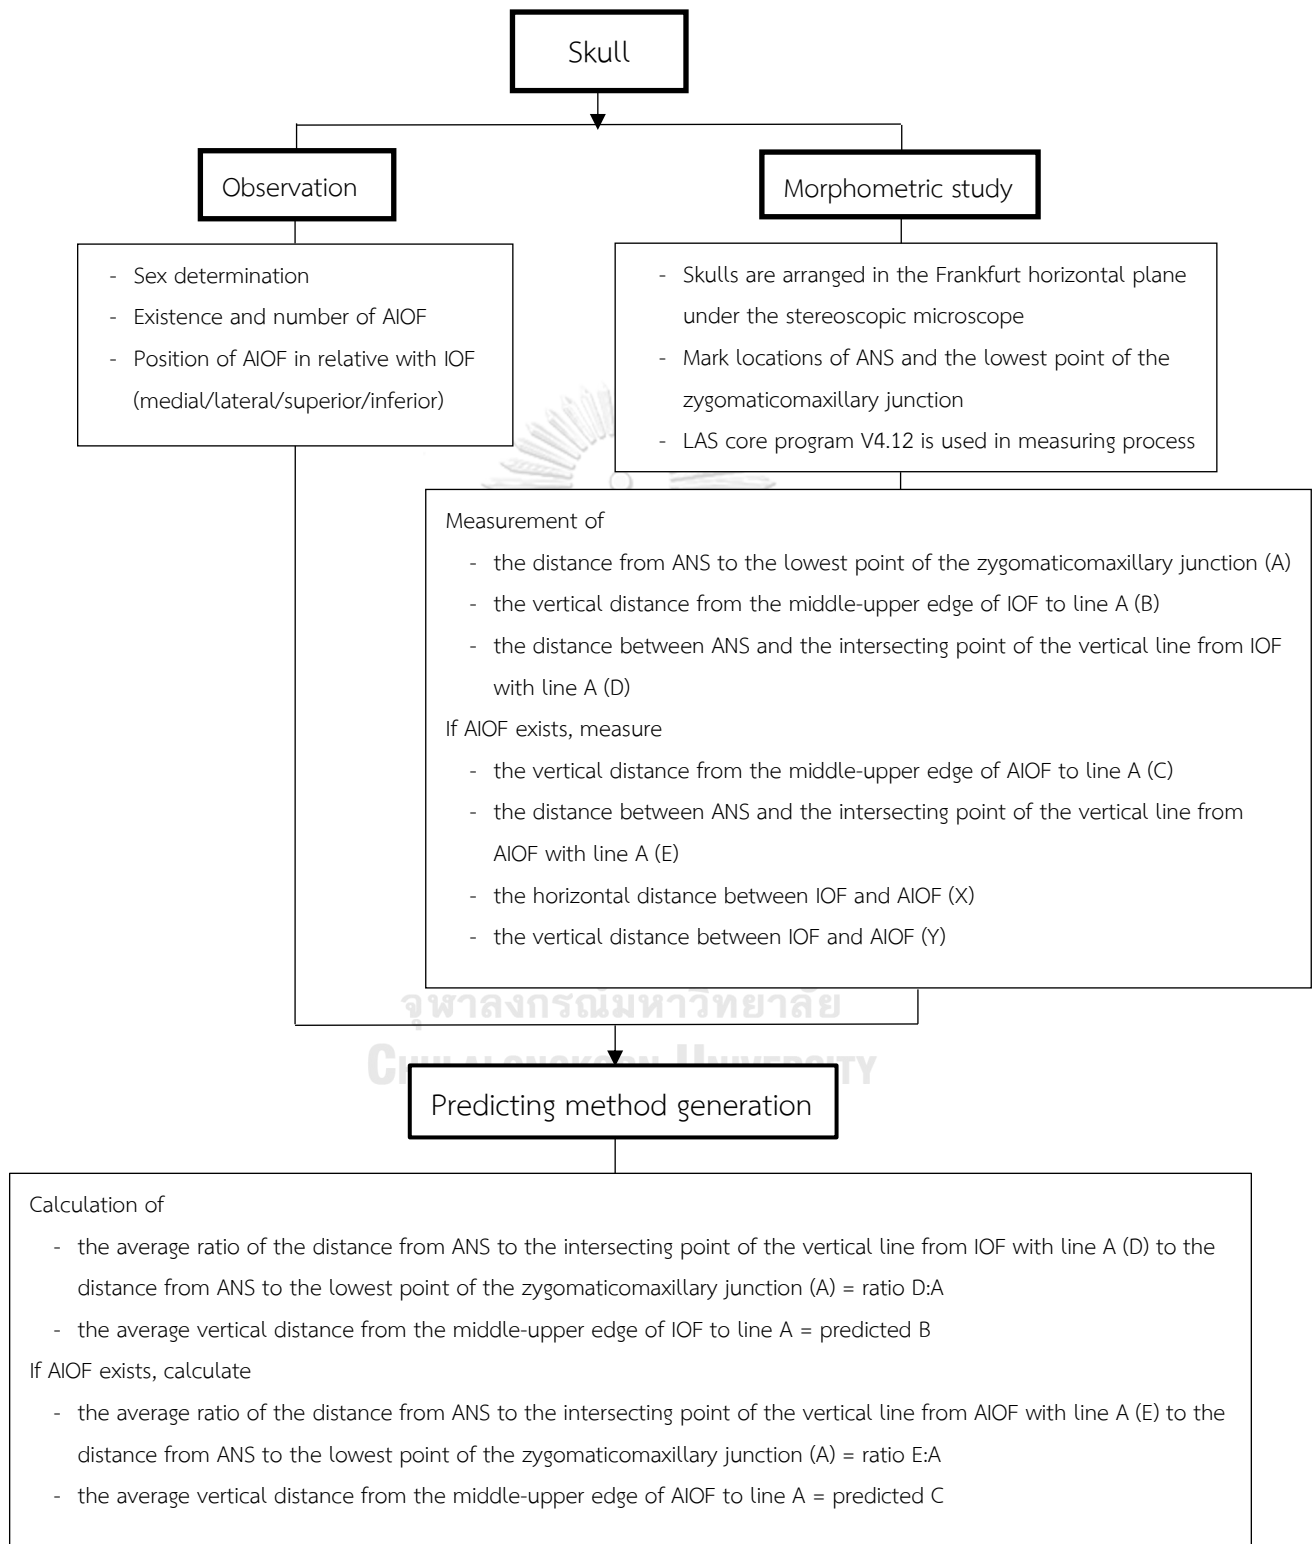 Skull
Observation
Morphometric study
- Sex determination
- Existence and number of AIOF
- Position of AIOF in relative with IOF
(medial/lateral/superior/inferior)
- Skulls are arranged in the Frankfurt horizontal plane
under the stereoscopic microscope
- Mark locations of ANS and the lowest point of the
zygomaticomaxillary junction
- LAS core program V4.12 is used in measuring process
Measurement of
- the distance from ANS to the lowest point of the zygomaticomaxillary junction (A)
- the vertical distance from the middle-upper edge of IOF to line A (B)
- the distance between ANS and the intersecting point of the vertical line from IOF
with line A (D)
If AIOF exists, measure
- the vertical distance from the middle-upper edge of AIOF to line A (C)
- the distance between ANS and the intersecting point of the vertical line from
AIOF with line A (E)
- the horizontal distance between IOF and AIOF (X)
- the vertical distance between IOF and AIOF (Y)
จุฬาลงกรณ์มหาวิทยาลัย
CHULALONGKORN UNIVERSITY
Predicting method generation
Calculation of
- the average ratio of the distance from ANS to the intersecting point of the vertical line from IOF with line A (D) to the
distance from ANS to the lowest point of the zygomaticomaxillary junction (A) = ratio D:A
- the average vertical distance from the middle-upper edge of IOF to line A = predicted B
If AIOF exists, calculate
- the average ratio of the distance from ANS to the intersecting point of the vertical line from AIOF with line A (E) to the
distance from ANS to the lowest point of the zygomaticomaxillary junction (A) = ratio E:A
- the average vertical distance from the middle-upper edge of AIOF to line A = predicted C